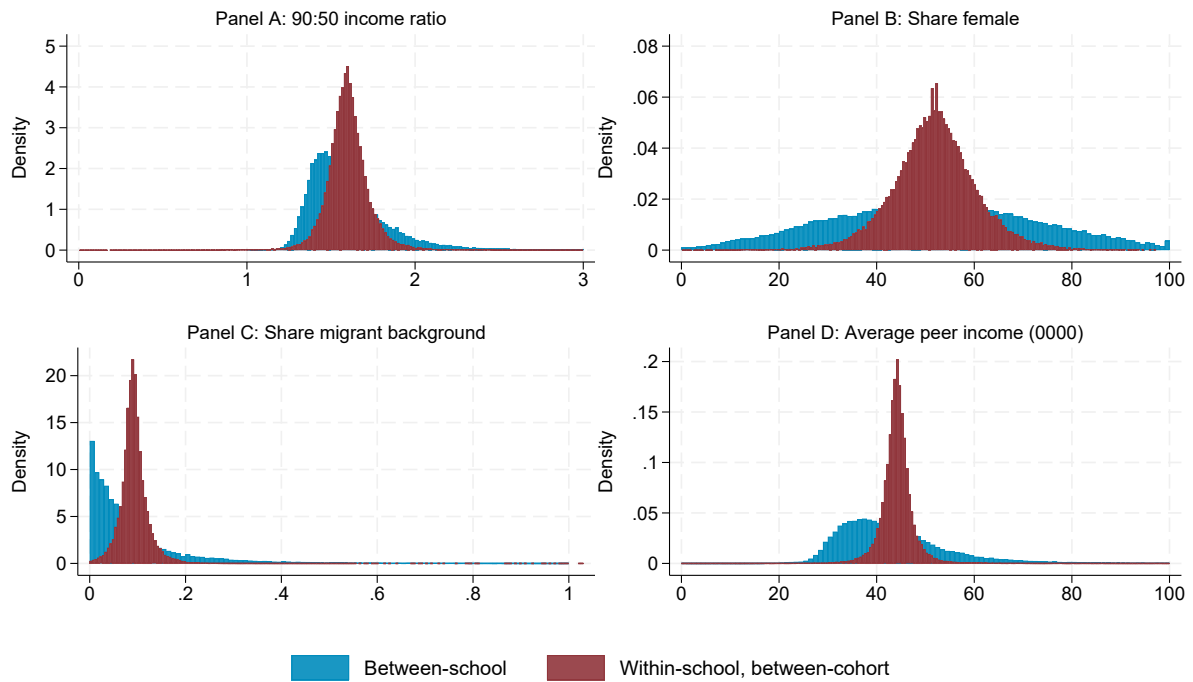 Panel A: 90:50 income ratio
Density
5
4
3
2
1
0
0 1 2 3
Panel B: Share female
Density
.08
.06
.04
.02
0
0 20 40 60 80 100
Panel C: Share migrant background
Density
20
15
10
5
0
0 .2 .4 .6 .8 1
Panel D: Average peer income (0000)
Density
.2
.15
.1
.05
0
0 20 40 60 80 100
Between-school
Within-school, between-cohort